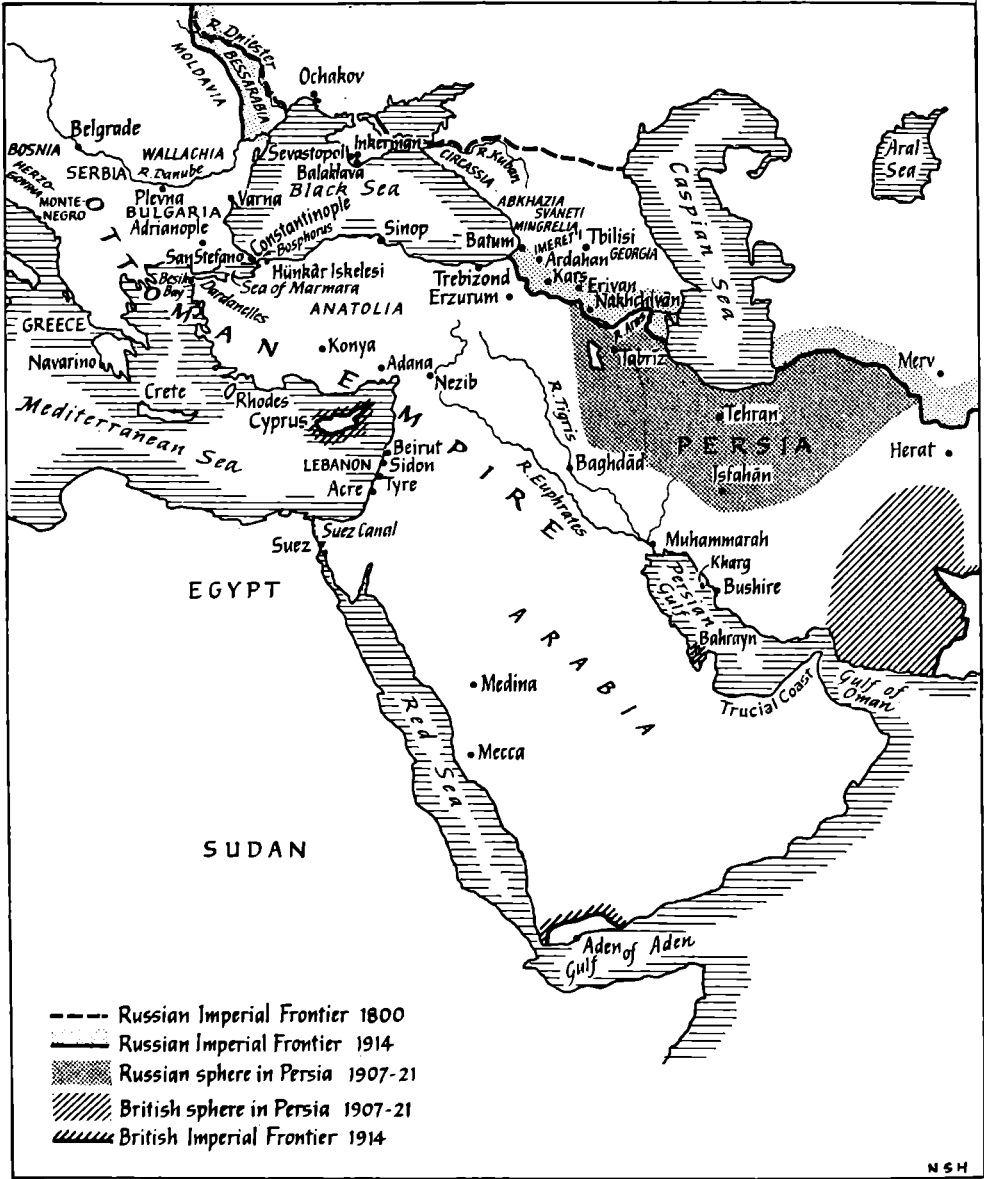 R. Dniester
MOLDAVIA
BESSARABIA
Ochakov
Belgrade
BOSNIA
WALLACHIA
SERBIA
R. Danube
HERZO-
GOVINA
MONTE-
NEGRO
Plevna
BULGARIA
Adrianople
Varna
Sevastopol
Inkerman
Balaklava
Black Sea
CIRCASSIA
R. Kuban
ABKHAZIA
SVANETI
MINGRELIA
IMERETI
Tbilisi
GEORGIA
Batum
Ardahan
Kars
Erivan
Nakhchivān
R. Aras
Tabrīz
Caspian Sea
Aral
Sea
San Stefano
Constantinople
Bosphorus
Sinop
Trebizond
Erzurum
Hünkâr Iskelesi
Sea of Marmara
Besika
Bay
Dardanelles
ANATOLIA
OTTOMAN EMPIRE
GREECE
Navarino
Crete
Rhodes
Konya
Adana
Nezib
Cyprus
Mediterranean Sea
LEBANON
Beirut
Sidon
Tyre
Acre
R. Tigris
Baghdād
R. Euphrates
Merv
Tehran
PERSIA
Isfahān
Herat
Suez Canal
Suez
EGYPT
Muhammarah
Kharg
Bushire
Persian
Gulf
Bahrayn
Trucial Coast
Gulf of
Oman
ARABIA
Medina
Mecca
Red Sea
SUDAN
Aden
Gulf of Aden
Russian Imperial Frontier 1800
Russian Imperial Frontier 1914
Russian sphere in Persia 1907-21
British sphere in Persia 1907-21
British Imperial Frontier 1914
NSH